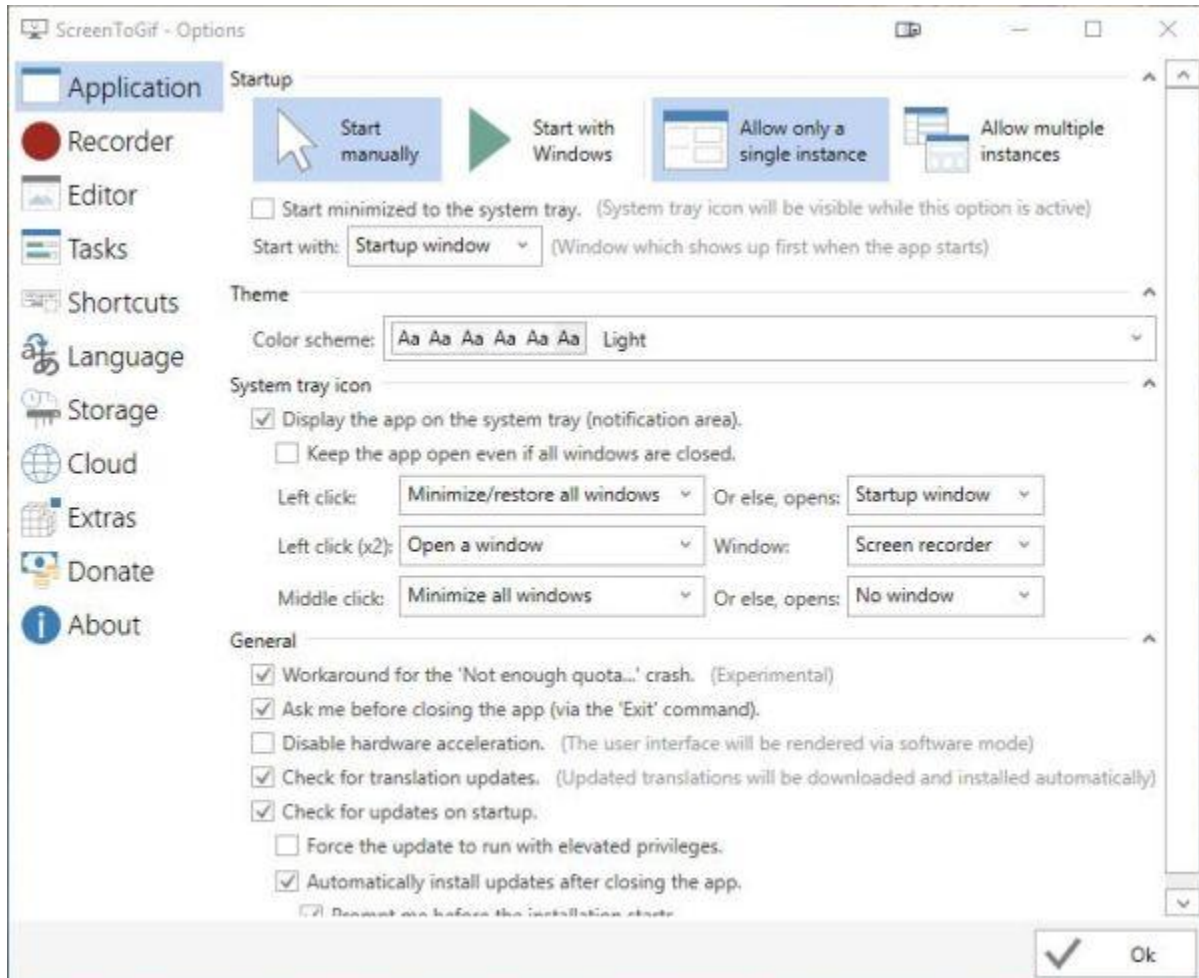 ScreenToGif - Options
Application
Recorder
Editor
Tasks
Shortcuts
Language
Storage
Cloud
Extras
Donate
About
Startup
Start manually
Start with Windows
Allow only a single instance
Allow multiple instances
Start minimized to the system tray. (System tray icon will be visible while this option is active)
Start with: Startup window (Window which shows up first when the app starts)
Theme
Color scheme: Aa Aa Aa Aa Aa Aa Light
System tray icon
Display the app on the system tray (notification area).
Keep the app open even if all windows are closed.
Left click: Minimize/restore all windows Or else, opens: Startup window
Left click (x2): Open a window Window: Screen recorder
Middle click: Minimize all windows Or else, opens: No window
General
Workaround for the 'Not enough quota...' crash. (Experimental)
Ask me before closing the app (via the 'Exit' command).
Disable hardware acceleration. (The user interface will be rendered via software mode)
Check for translation updates. (Updated translations will be downloaded and installed automatically)
Check for updates on startup.
Force the update to run with elevated privileges.
Automatically install updates after closing the app.
Prompt me before the installation starts
Ok